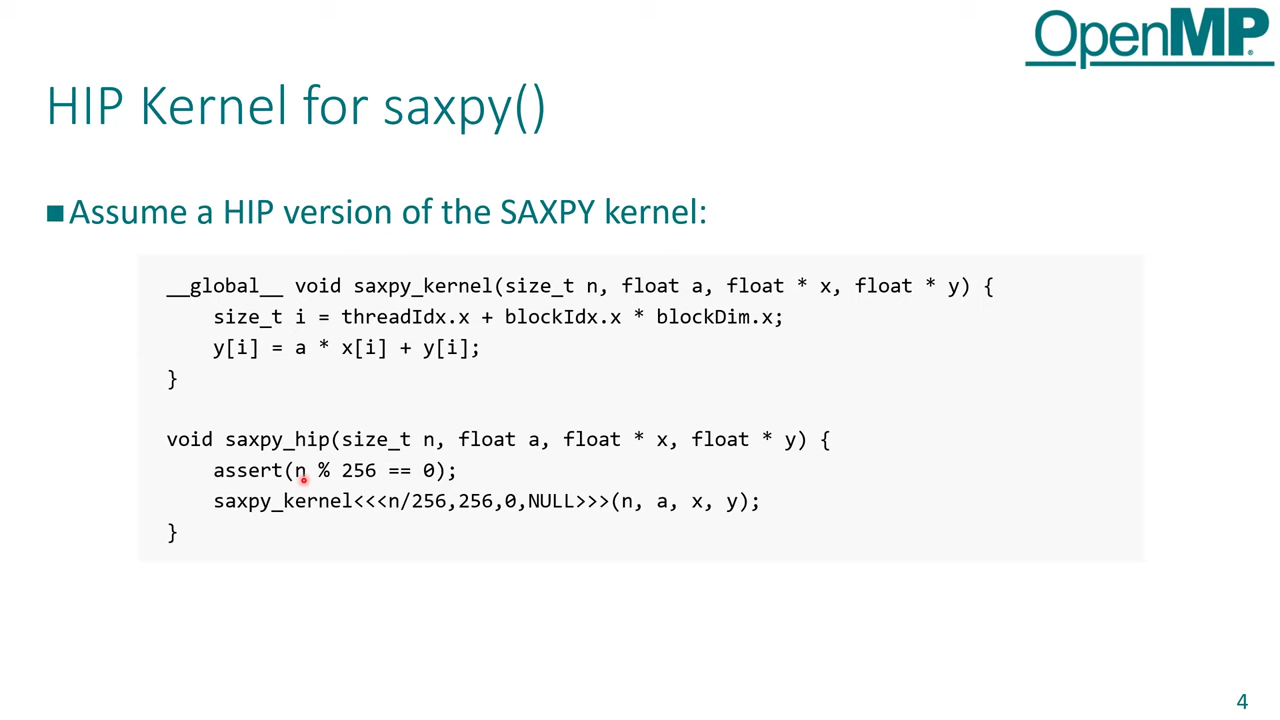 OpenMP®
HIP Kernel for saxpy()
■Assume a HIP version of the SAXPY kernel:
__global__ void saxpy_kernel(size_t n, float a, float * x, float * y) {
    size_t i = threadIdx.x + blockIdx.x * blockDim.x;
    y[i] = a * x[i] + y[i];
}
void saxpy_hip(size_t n, float a, float * x, float * y) {
    assert(n % 256 == 0);
    saxpy_kernel<<<n/256,256,0,NULL>>>(n, a, x, y);
}
4